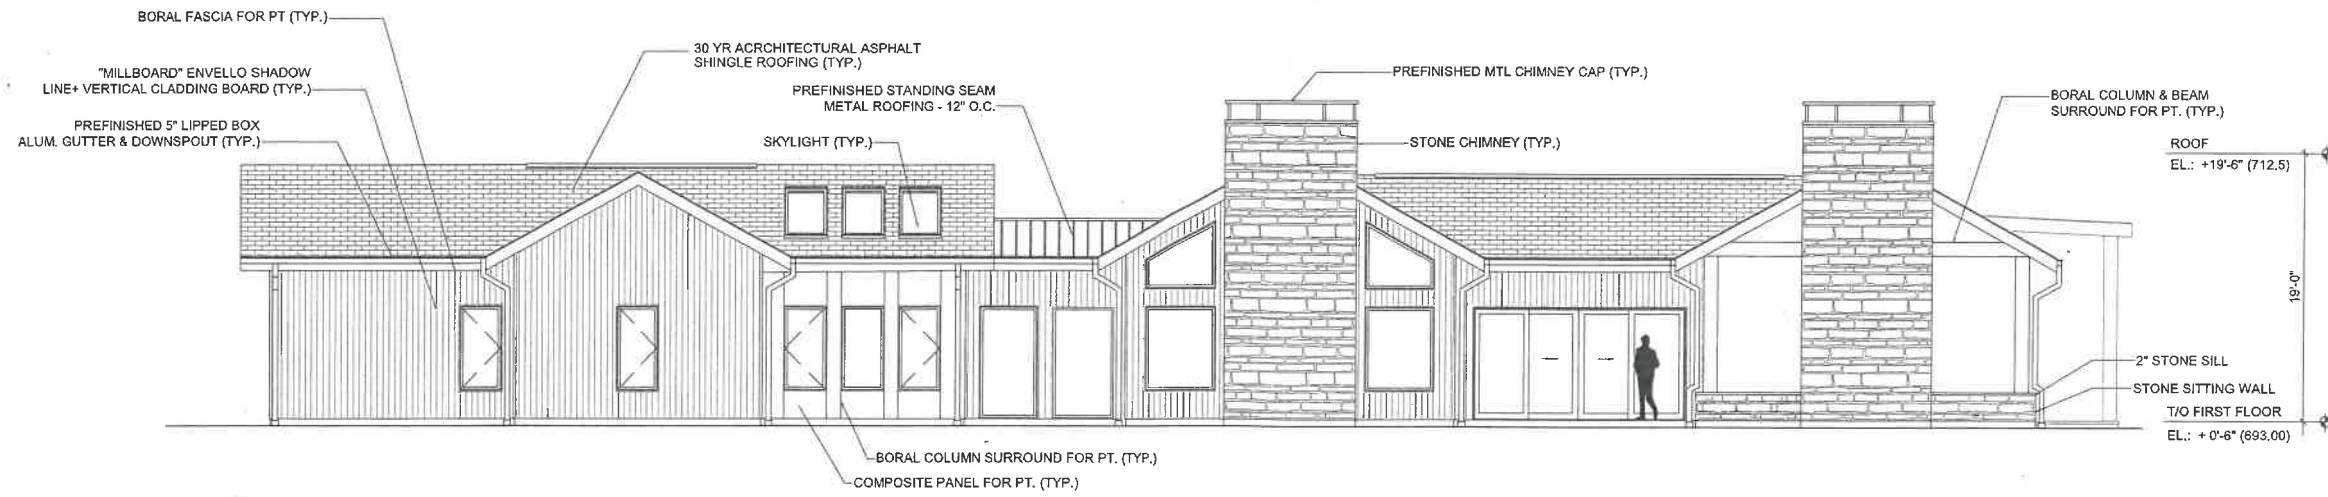 BORAL FASCIA FOR PT (TYP.)
"MILLBOARD" ENVELLO SHADOW
LINE+ VERTICAL CLADDING BOARD (TYP.)
PREFINISHED 5" LIPPED BOX
ALUM. GUTTER & DOWNSPOUT (TYP.)
30 YR ACRCHITECTURAL ASPHALT
SHINGLE ROOFING (TYP.)
PREFINISHED STANDING SEAM
METAL ROOFING - 12" O.C.
SKYLIGHT (TYP.)
PREFINISHED MTL CHIMNEY CAP (TYP.)
STONE CHIMNEY (TYP.)
BORAL COLUMN & BEAM
SURROUND FOR PT. (TYP.)
ROOF
EL.: +19'-6" (712.5)
19'-0"
2" STONE SILL
STONE SITTING WALL
T/O FIRST FLOOR
EL.: + 0'-6" (693.00)
BORAL COLUMN SURROUND FOR PT. (TYP.)
COMPOSITE PANEL FOR PT. (TYP.)